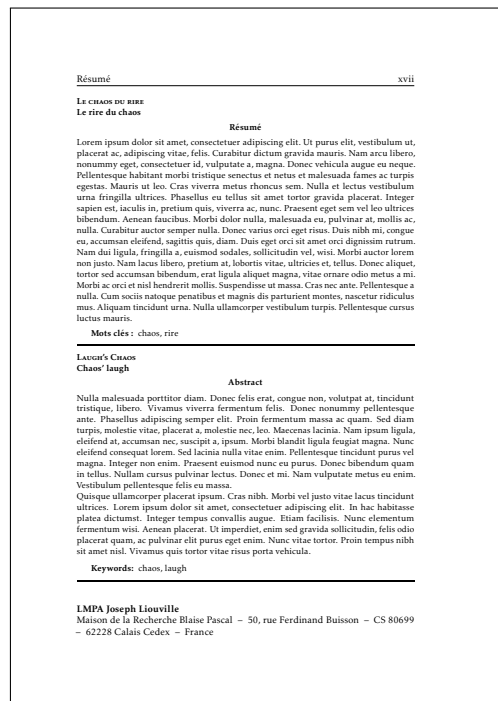 Résumé xvii
Le chaos du rire
Le rire du chaos
Résumé
Lorem ipsum dolor sit amet, consectetuer adipiscing elit. Ut purus elit, vestibulum ut,
placerat ac, adipiscing vitae, felis. Curabitur dictum gravida mauris. Nam arcu libero,
nonummy eget, consectetuer id, vulputate a, magna. Donec vehicula augue eu neque.
Pellentesque habitant morbi tristique senectus et netus et malesuada fames ac turpis
egestas. Mauris ut leo. Cras viverra metus rhoncus sem. Nulla et lectus vestibulum
urna fringilla ultrices. Phasellus eu tellus sit amet tortor gravida placerat. Integer
sapien est, iaculis in, pretium quis, viverra ac, nunc. Praesent eget sem vel leo ultrices
bibendum. Aenean faucibus. Morbi dolor nulla, malesuada eu, pulvinar at, mollis ac,
nulla. Curabitur auctor semper nulla. Donec varius orci eget risus. Duis nibh mi, congue
eu, accumsan eleifend, sagittis quis, diam. Duis eget orci sit amet orci dignissim rutrum.
Nam dui ligula, fringilla a, euismod sodales, sollicitudin vel, wisi. Morbi auctor lorem
non justo. Nam lacus libero, pretium at, lobortis vitae, ultricies et, tellus. Donec aliquet,
tortor sed accumsan bibendum, erat ligula aliquet magna, vitae ornare odio metus a mi.
Morbi ac orci et nisl hendrerit mollis. Suspendisse ut massa. Cras nec ante. Pellentesque a
nulla. Cum sociis natoque penatibus et magnis dis parturient montes, nascetur ridiculus
mus. Aliquam tincidunt urna. Nulla ullamcorper vestibulum turpis. Pellentesque cursus
luctus mauris.
Mots clés : chaos, rire
Laugh's Chaos
Chaos' laugh
Abstract
Nulla malesuada porttitor diam. Donec felis erat, congue non, volutpat at, tincidunt
tristique, libero. Vivamus viverra fermentum felis. Donec nonummy pellentesque
ante. Phasellus adipiscing semper elit. Proin fermentum massa ac quam. Sed diam
turpis, molestie vitae, placerat a, molestie nec, leo. Maecenas lacinia. Nam ipsum ligula,
eleifend at, accumsan nec, suscipit a, ipsum. Morbi blandit ligula feugiat magna. Nunc
eleifend consequat lorem. Sed lacinia nulla vitae enim. Pellentesque tincidunt purus vel
magna. Integer non enim. Praesent euismod nunc eu purus. Donec bibendum quam
in tellus. Nullam cursus pulvinar lectus. Donec et mi. Nam vulputate metus eu enim.
Vestibulum pellentesque felis eu massa.
Quisque ullamcorper placerat ipsum. Cras nibh. Morbi vel justo vitae lacus tincidunt
ultrices. Lorem ipsum dolor sit amet, consectetuer adipiscing elit. In hac habitasse
platea dictumst. Integer tempus convallis augue. Etiam facilisis. Nunc elementum
fermentum wisi. Aenean placerat. Ut imperdiet, enim sed gravida sollicitudin, felis odio
placerat quam, ac pulvinar elit purus eget enim. Nunc vitae tortor. Proin tempus nibh
sit amet nisl. Vivamus quis tortor vitae risus porta vehicula.
Keywords: chaos, laugh
LMPA Joseph Liouville
Maison de la Recherche Blaise Pascal – 50, rue Ferdinand Buisson – CS 80699
– 62228 Calais Cedex – France